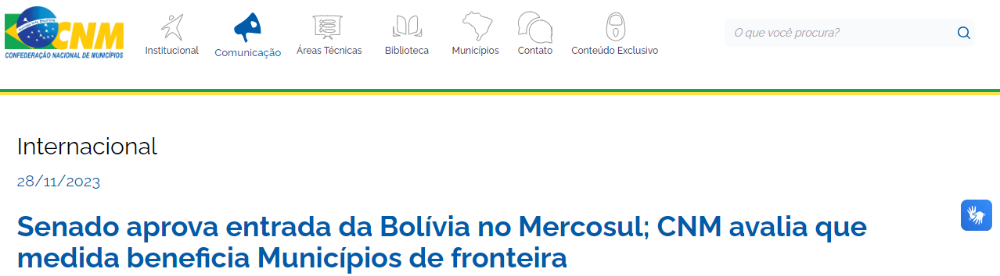 CNM
CONFEDERAÇÃO NACIONAL DE MUNICÍPIOS
Institucional
Comunicação
Áreas Técnicas
Biblioteca
Municípios
Contato
Conteúdo Exclusivo
O que você procura?
Internacional
28/11/2023
Senado aprova entrada da Bolívia no Mercosul; CNM avalia que
medida beneficia Municípios de fronteira